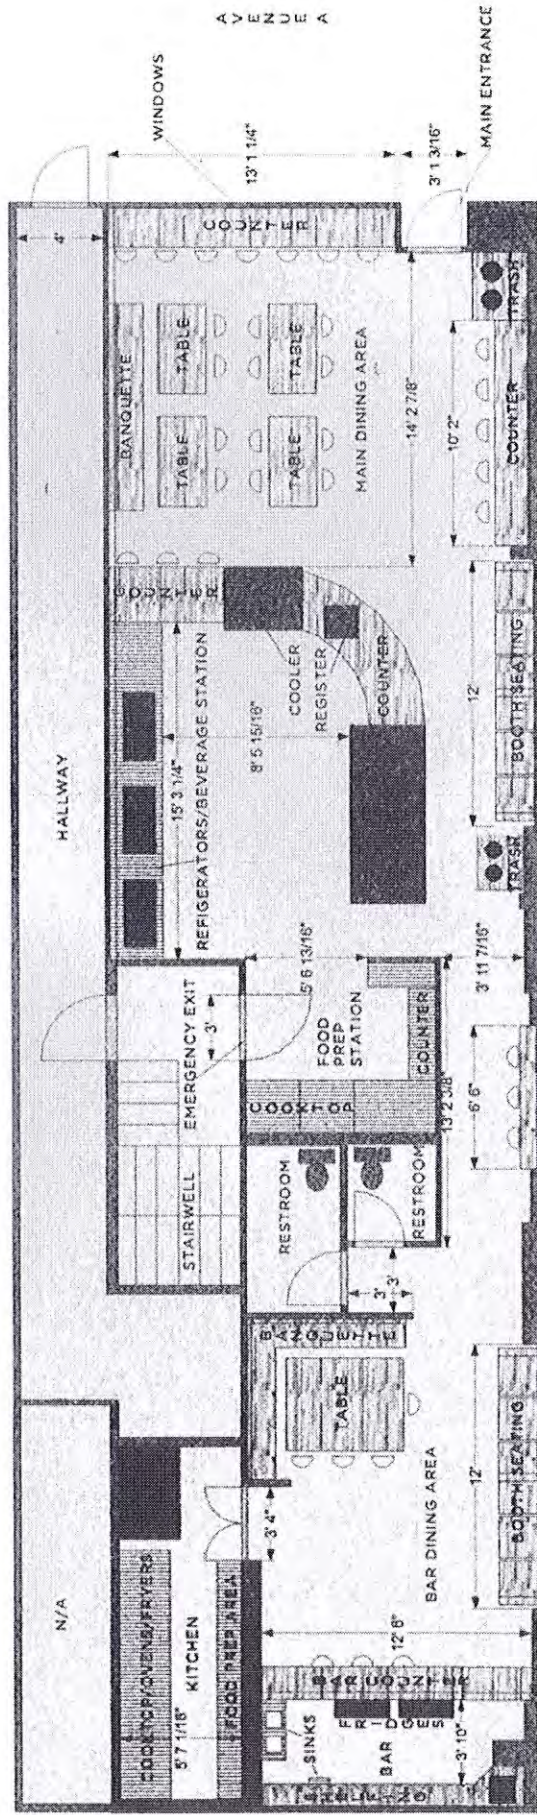 AVENUE A
WINDOWS
13' 1 1/4"
3' 1 3/16"
MAIN ENTRANCE
4'
COUNTER
TRASH
BANQUETTE
TABLE
TABLE
TABLE
TABLE
MAIN DINING AREA
14' 2 7/8"
10' 2"
COUNTER
HALLWAY
COUNTER
COOLER
REGISTER
COUNTER
12'
BOOTH SEATING
REFIGERATORS/BEVERAGE STATION
15' 3 1/4"
8' 5 15/16"
TRASH
EMERGENCY EXIT
3'
5' 6 13/16"
FOOD PREP
STATION
COUNTER
3' 11 7/16"
COOKTOP
13' 2 3/8"
6' 6"
STAIRWELL
RESTROOM
RESTROOM
3'
3'
BANQUETTE
TABLE
BAR DINING AREA
12'
BOOTH SEATING
N/A
COOKTOP/OVENS/FRYERS
KITCHEN
5' 7 1/16"
FOOD PREP AREA
3' 4"
12' 6"
BAR COUNTER
SINKS
FRIDGES
BAR
3' 10"
SHELFING